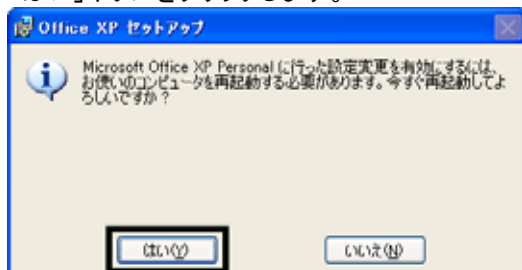 Office XP セットアップ
Microsoft Office XP Personal に行った設定変更を有効にするには、
お使いのコンピュータを再起動する必要があります。今すぐ再起動してよ
ろしいですか？
はい(Y)
いいえ(N)